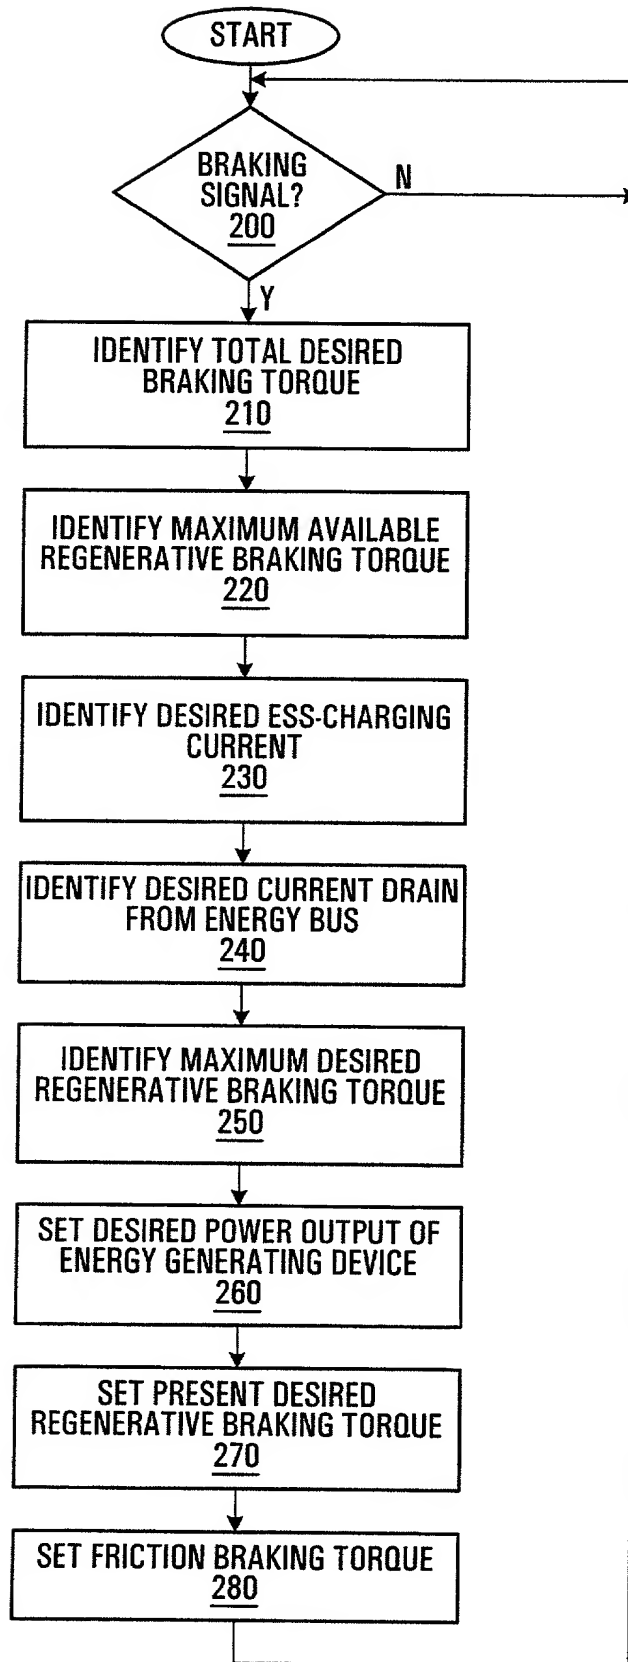 START
BRAKING
SIGNAL?
200
N
Y
IDENTIFY TOTAL DESIRED
BRAKING TORQUE
210
IDENTIFY MAXIMUM AVAILABLE
REGENERATIVE BRAKING TORQUE
220
IDENTIFY DESIRED ESS-CHARGING
CURRENT
230
IDENTIFY DESIRED CURRENT DRAIN
FROM ENERGY BUS
240
IDENTIFY MAXIMUM DESIRED
REGENERATIVE BRAKING TORQUE
250
SET DESIRED POWER OUTPUT OF
ENERGY GENERATING DEVICE
260
SET PRESENT DESIRED
REGENERATIVE BRAKING TORQUE
270
SET FRICTION BRAKING TORQUE
280